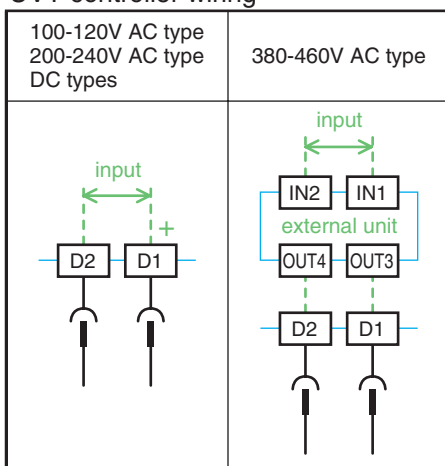 controller wiring
100-120V AC type
200-240V AC type
DC types
380-460V AC type
input
+
D2 D1
input
IN2 IN1
external unit
OUT4 OUT3
D2 D1